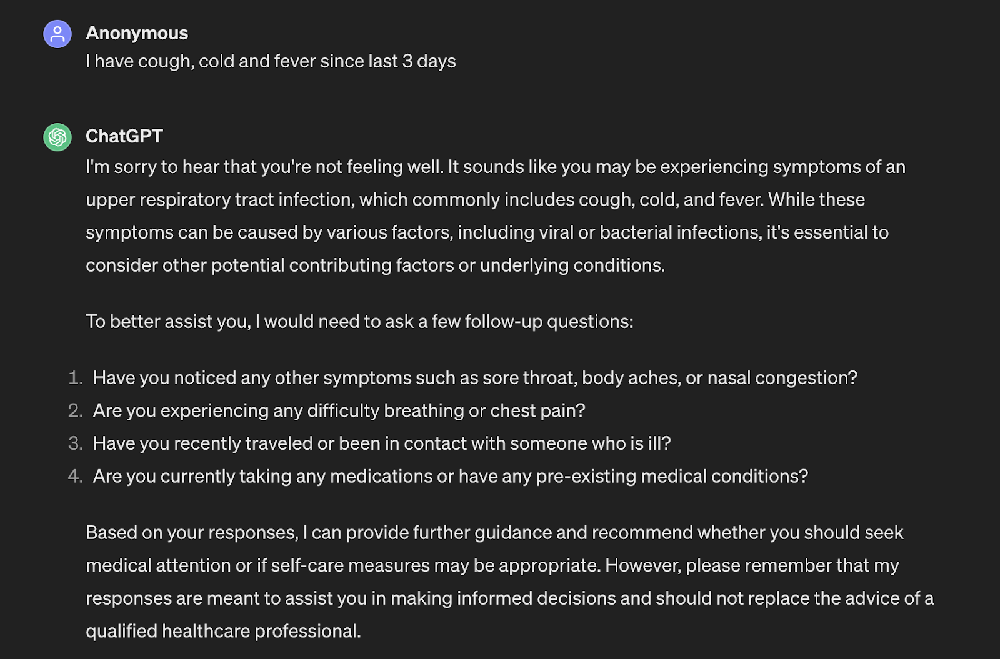 Anonymous
I have cough, cold and fever since last 3 days
ChatGPT
I'm sorry to hear that you're not feeling well. It sounds like you may be experiencing symptoms of an
upper respiratory tract infection, which commonly includes cough, cold, and fever. While these
symptoms can be caused by various factors, including viral or bacterial infections, it's essential to
consider other potential contributing factors or underlying conditions.
To better assist you, I would need to ask a few follow-up questions:
1. Have you noticed any other symptoms such as sore throat, body aches, or nasal congestion?
2. Are you experiencing any difficulty breathing or chest pain?
3. Have you recently traveled or been in contact with someone who is ill?
4. Are you currently taking any medications or have any pre-existing medical conditions?
Based on your responses, I can provide further guidance and recommend whether you should seek
medical attention or if self-care measures may be appropriate. However, please remember that my
responses are meant to assist you in making informed decisions and should not replace the advice of a
qualified healthcare professional.